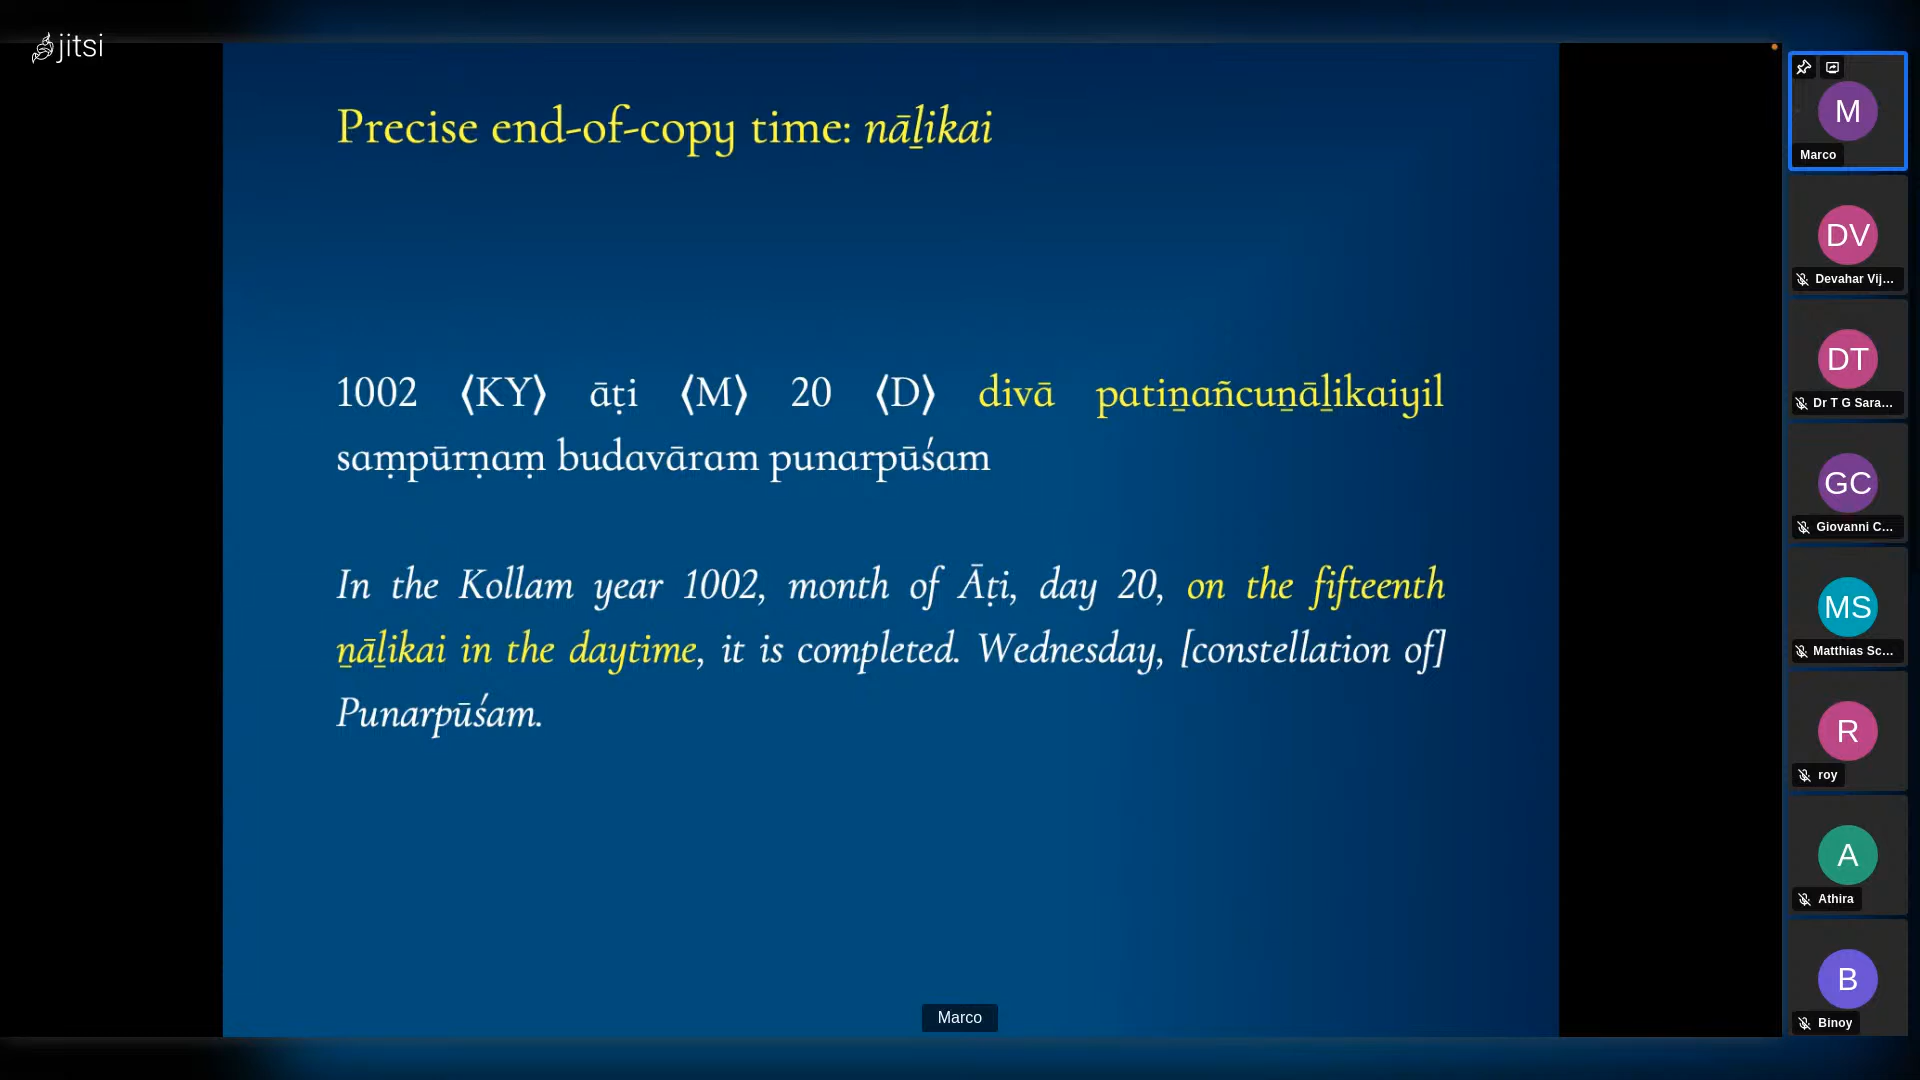 jitsi
Precise end-of-copy time: nāḻikai
1002 ⟨KY⟩ āṭi ⟨M⟩ 20 ⟨D⟩ divā patiṉañcuṉāḻikaiyil
saṃpūrṇaṃ budavāram punarpūśam
In the Kollam year 1002, month of Āṭi, day 20, on the fifteenth
ṉāḻikai in the daytime, it is completed. Wednesday, [constellation of]
Punarpūśam.
Marco
M
Marco
DV
Devahar Vij...
DT
Dr T G Sara...
GC
Giovanni C...
MS
Matthias Sc...
R
roy
A
Athira
B
Binoy